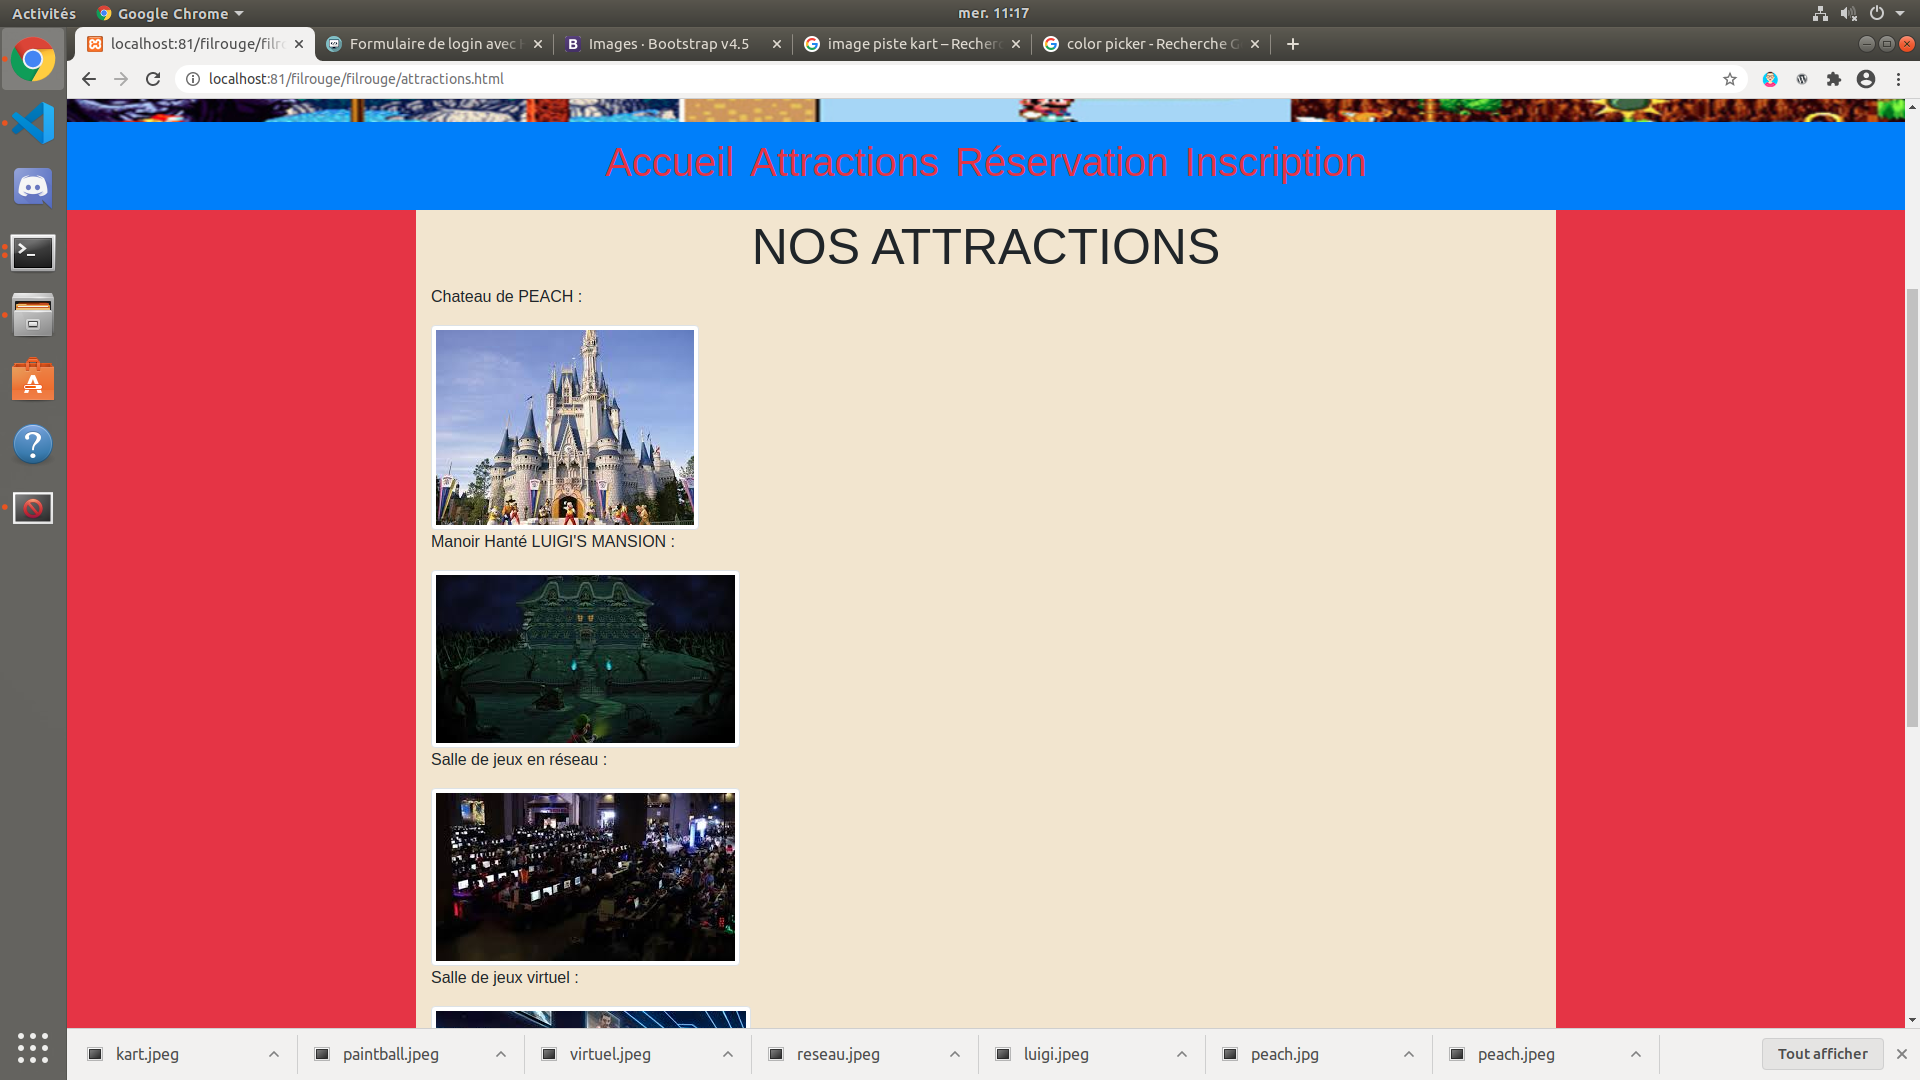 Activités Google Chrome mer. 11:17
localhost:81/filrouge/filr Formulaire de login avec Images · Bootstrap v4.5 image piste kart – Recher color picker - Recherche G
localhost:81/filrouge/filrouge/attractions.html
Accueil Attractions Réservation Inscription
NOS ATTRACTIONS
Chateau de PEACH :
Manoir Hanté LUIGI'S MANSION :
Salle de jeux en réseau :
Salle de jeux virtuel :
kart.jpeg paintball.jpeg virtuel.jpeg reseau.jpeg luigi.jpeg peach.jpg peach.jpeg Tout afficher